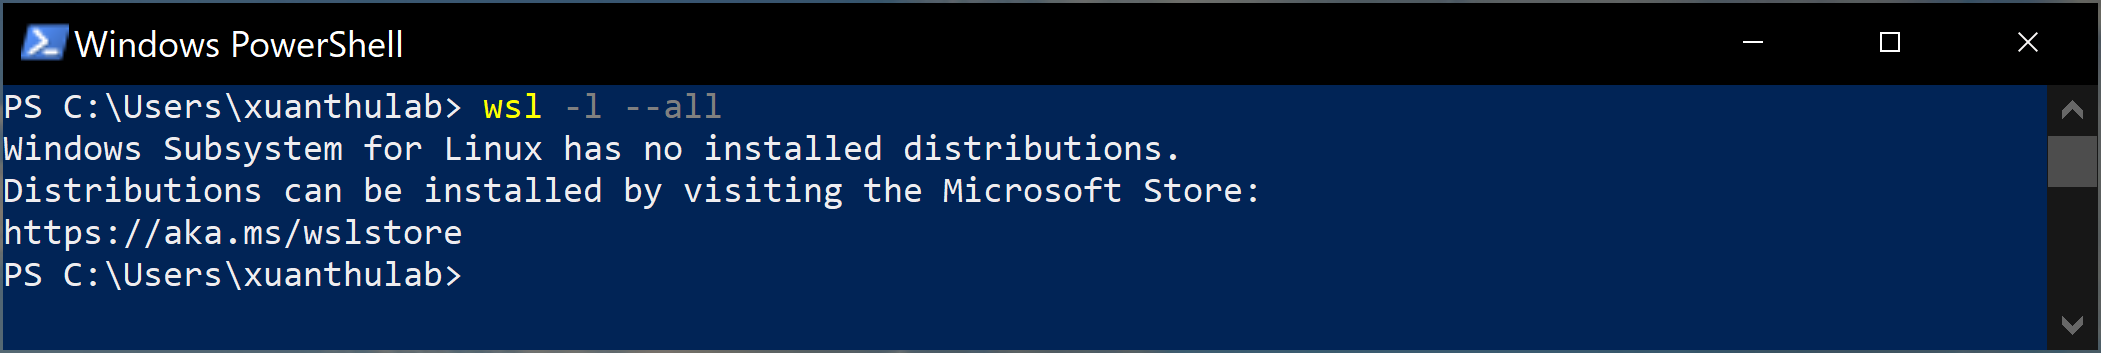 Windows PowerShell
PS C:\Users\xuanthulab> wsl -l --all
Windows Subsystem for Linux has no installed distributions.
Distributions can be installed by visiting the Microsoft Store:
https://aka.ms/wslstore
PS C:\Users\xuanthulab>